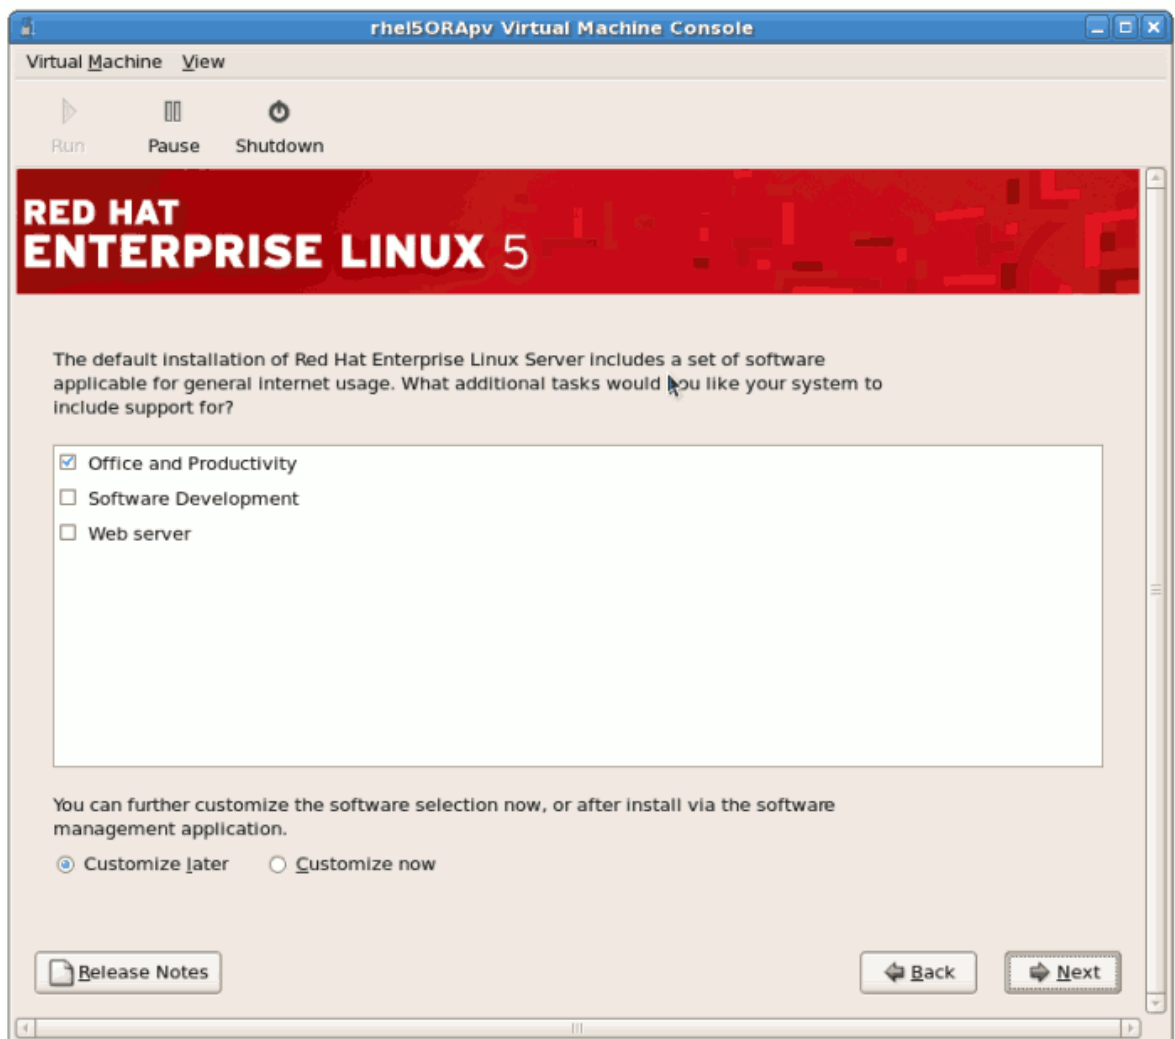 rhel5ORApv Virtual Machine Console
Virtual Machine View
Run Pause Shutdown
RED HAT
ENTERPRISE LINUX 5
The default installation of Red Hat Enterprise Linux Server includes a set of software
applicable for general internet usage. What additional tasks would you like your system to
include support for?
Office and Productivity
Software Development
Web server
You can further customize the software selection now, or after install via the software
management application.
Customize later Customize now
Release Notes Back Next